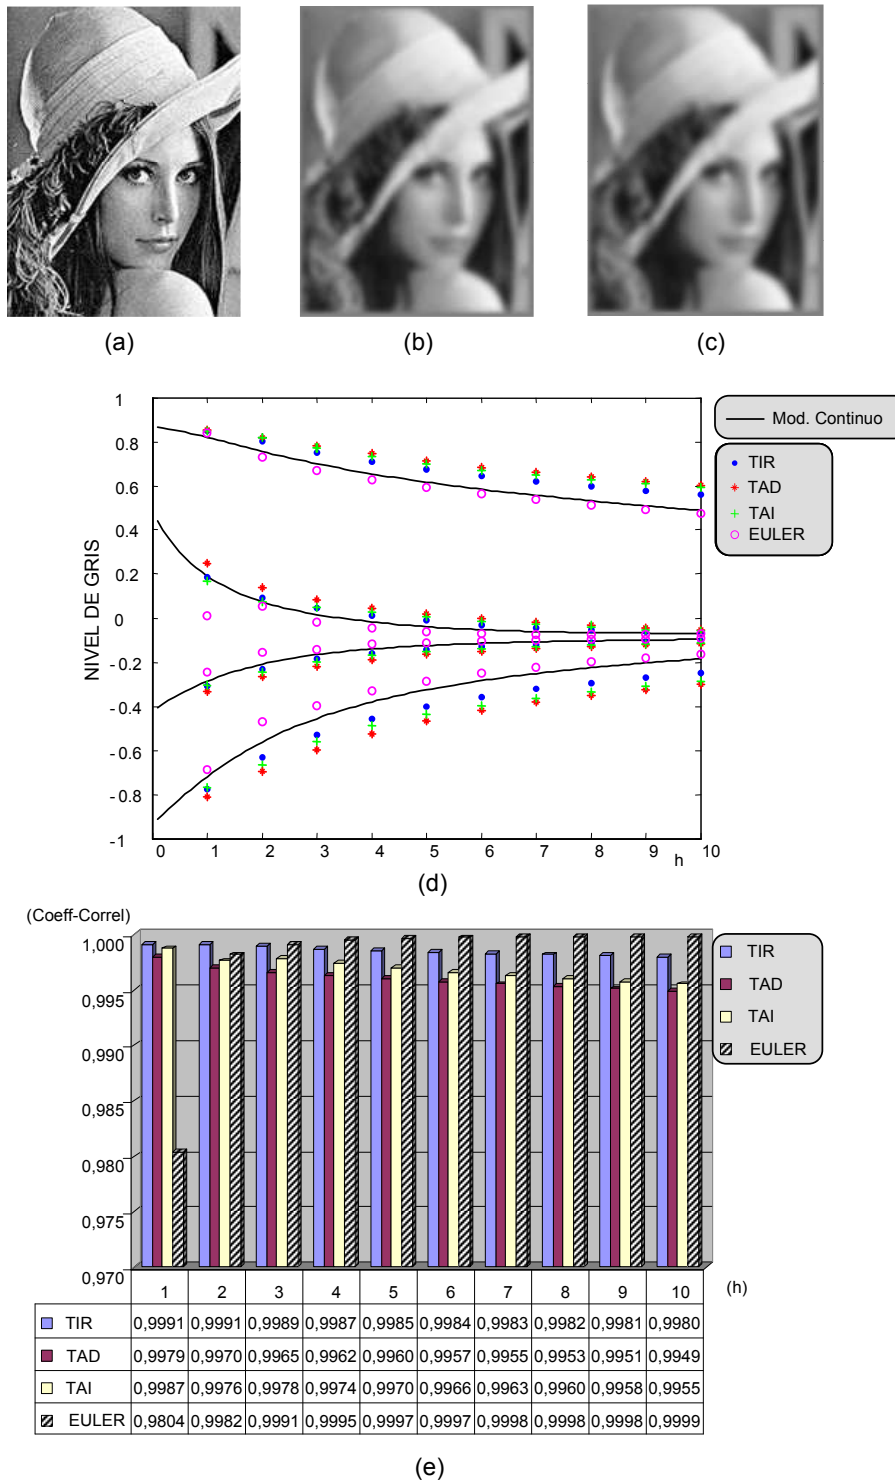 (a)
(b)
(c)
1
0.8
0.6
0.4
0.2
0
-0.2
-0.4
-0.6
-0.8
-1
NIVEL DE GRIS
0 1 2 3 4 5 6 7 8 9 10
h
Mod. Continuo
TIR
TAD
TAI
EULER
(d)
(Coeff-Correl)
1,000
0,995
0,990
0,985
0,980
0,975
0,970
TIR
TAD
TAI
EULER
1 2 3 4 5 6 7 8 9 10 (h)
TIR 0,9991 0,9991 0,9989 0,9987 0,9985 0,9984 0,9983 0,9982 0,9981 0,9980
TAD 0,9979 0,9970 0,9965 0,9962 0,9960 0,9957 0,9955 0,9953 0,9951 0,9949
TAI 0,9987 0,9976 0,9978 0,9974 0,9970 0,9966 0,9963 0,9960 0,9958 0,9955
EULER 0,9804 0,9982 0,9991 0,9995 0,9997 0,9997 0,9998 0,9998 0,9998 0,9999
(e)